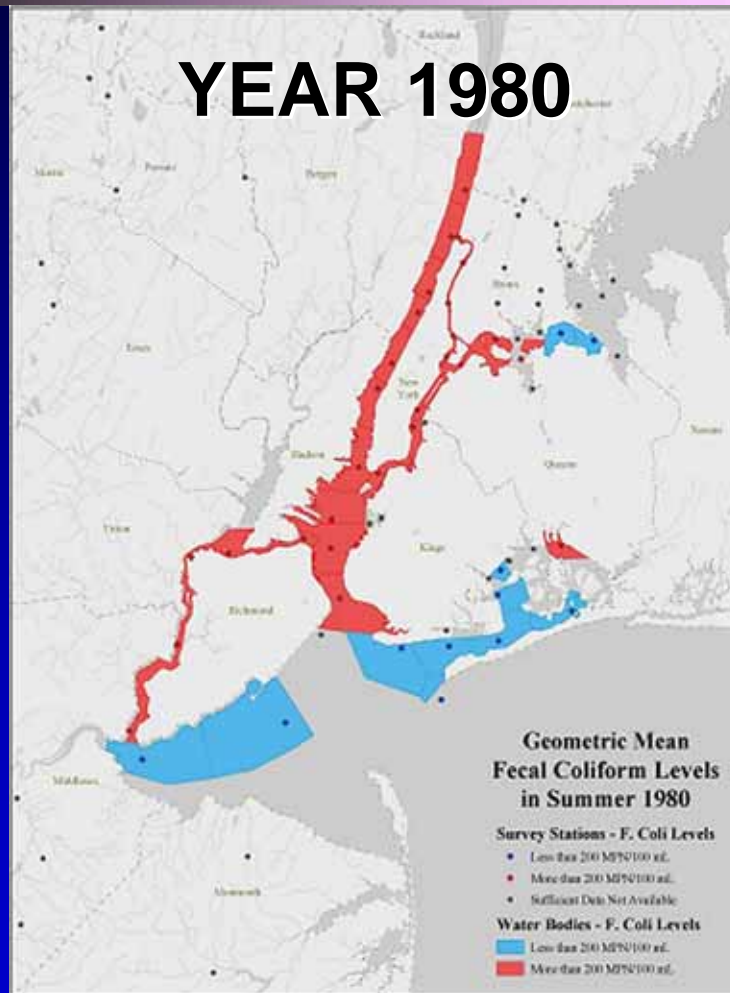 YEAR 1980
Rockland
Westchester
Morris
Passaic
Bergen
Essex
Bronx
New
York
Hudson
Queens
Nassau
Union
Kings
Richmond
Middlesex
Monmouth
Geometric Mean
Fecal Coliform Levels
in Summer 1980
Survey Stations - F. Coli Levels
Less than 200 MPN/100 mL
More than 200 MPN/100 mL
Sufficient Data Not Available
Water Bodies - F. Coli Levels
Less than 200 MPN/100 mL
More than 200 MPN/100 mL